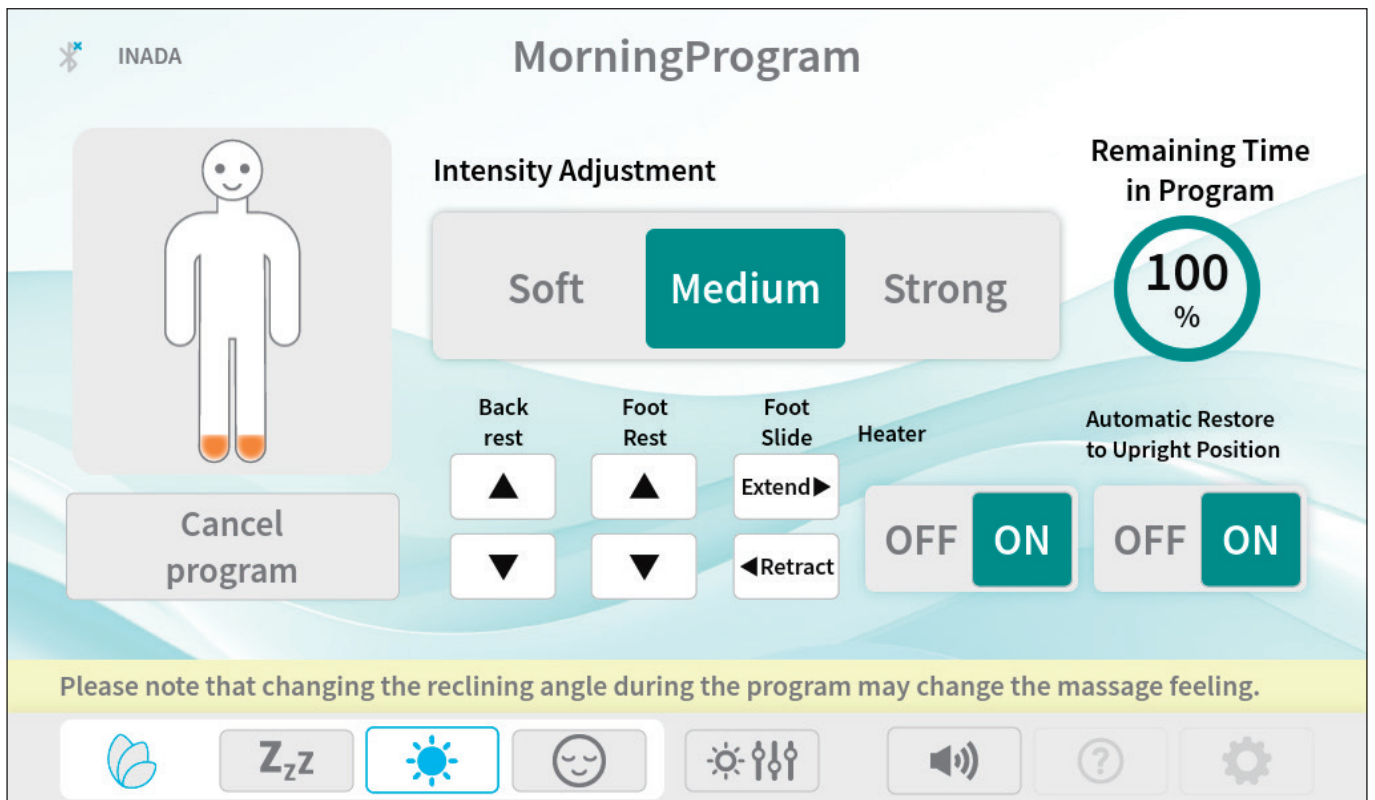 INADA
MorningProgram
Intensity Adjustment
Soft
Medium
Strong
Remaining Time
in Program
100
%
Back
rest
Foot
Rest
Foot
Slide
Extend▶
◀Retract
Heater
OFF
ON
Automatic Restore
to Upright Position
OFF
ON
Cancel
program
Please note that changing the reclining angle during the program may change the massage feeling.
ZzZ
?